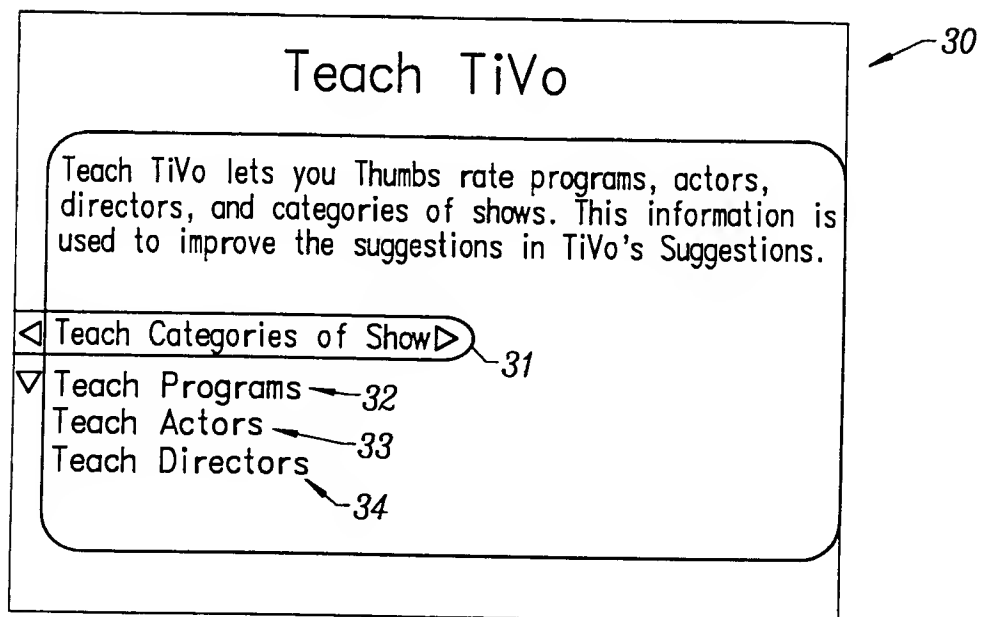 30
Teach TiVo
Teach TiVo lets you Thumbs rate programs, actors,
directors, and categories of shows. This information is
used to improve the suggestions in TiVo's Suggestions.
Teach Categories of Show
31
Teach Programs 32
Teach Actors 33
Teach Directors
34